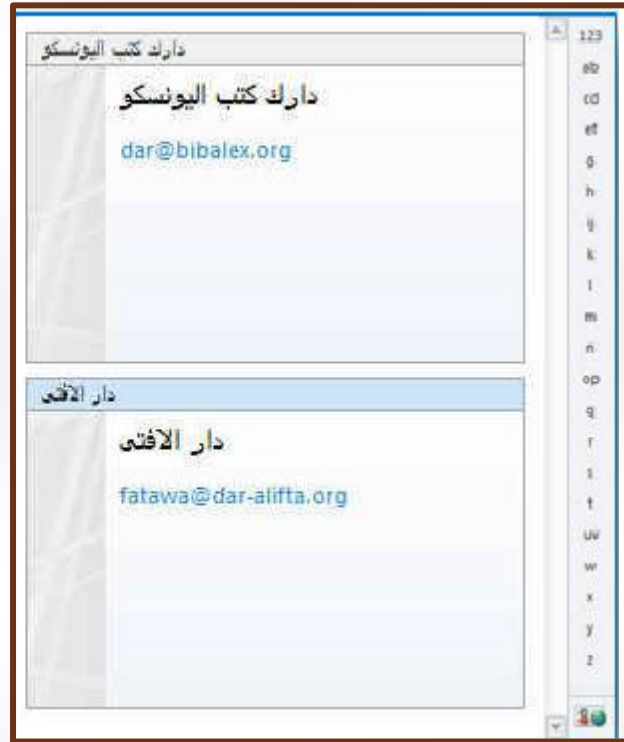 دارك كتب اليونسكو
دارك كتب اليونسكو
dar@bibalex.org
دار الافتى
دار الافتى
fatawa@dar-alifta.org
123
ab
cd
ef
g
h
ij
k
l
m
n
op
q
r
s
t
uv
w
x
y
z